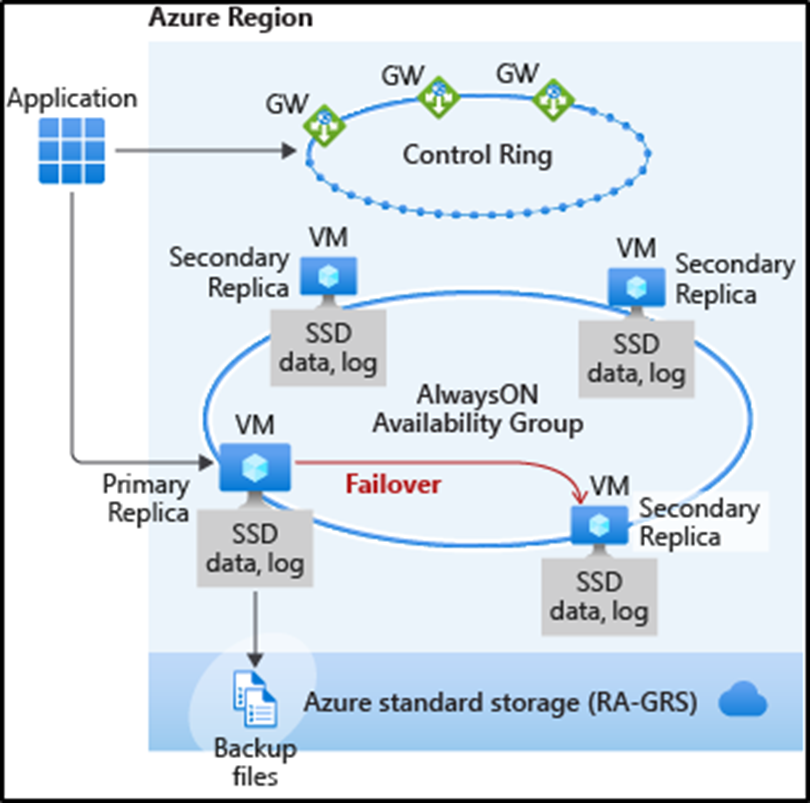 Azure Region
Application
GW
GW
GW
Control Ring
VM
Secondary
Replica
SSD
data, log
VM
Secondary
Replica
SSD
data, log
AlwaysON
Availability Group
VM
Primary
Replica
SSD
data, log
Failover
VM
Secondary
Replica
SSD
data, log
Azure standard storage (RA-GRS)
Backup
files